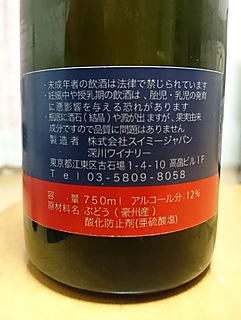 ・未成年者の飲酒は法律で禁じられています
・妊娠中や授乳期の飲酒は、胎児・乳児の発育
に悪影響を与える恐れがあります
・瓶底に酒石(結晶)や澱が出ますが、果実由来
成分ですので品質に問題はありません
製造者 株式会社スイミージャパン
深川ワイナリー
東京都江東区古石場1-4-10 高畠ビル1F
Tel 03-5809-8058
容量 750ml アルコール分:12%
原材料名 ぶどう(豪州産)
酸化防止剤(亜硫酸塩)